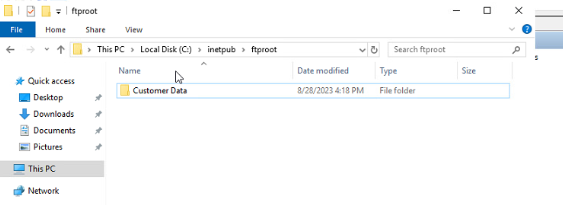 ftproot
File Home Share View
This PC > Local Disk (C:) > inetpub > ftproot Search ftproot
Name Date modified Type Size
Quick access
Customer Data 8/28/2023 4:18 PM File folder
Desktop
Downloads
Documents
Pictures
This PC
Network